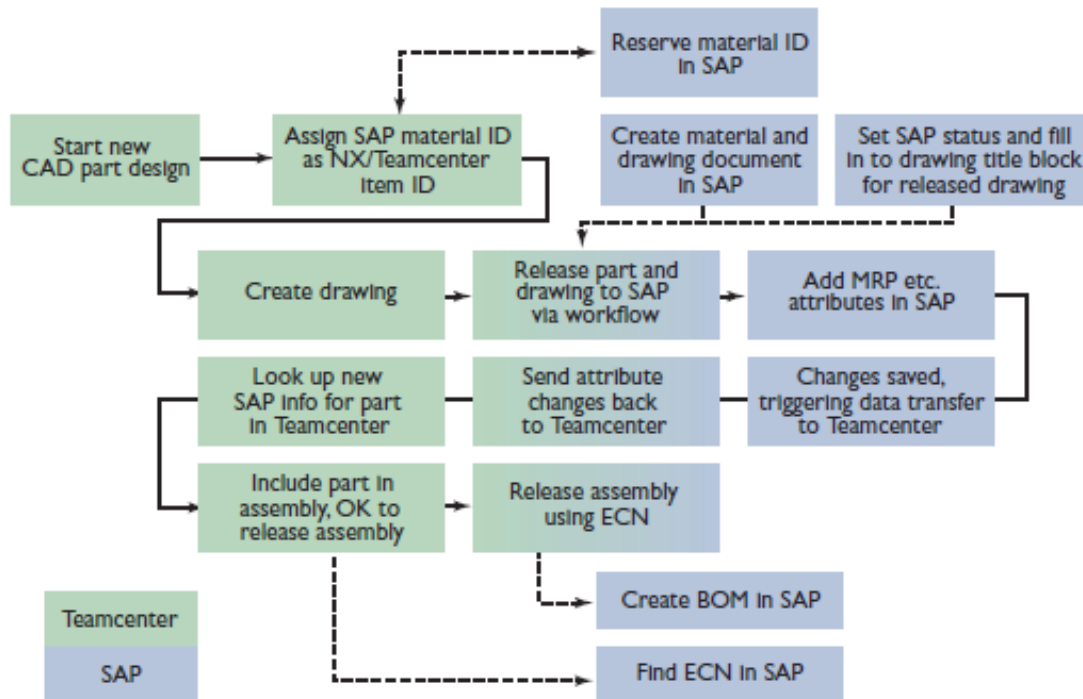 Reserve material ID
in SAP
Start new
CAD part design
Assign SAP material ID
as NX/Teamcenter
item ID
Create material and
drawing document
in SAP
Set SAP status and fill
in to drawing title block
for released drawing
Create drawing
Release part and
drawing to SAP
via workflow
Add MRP etc.
attributes in SAP
Look up new
SAP info for part
in Teamcenter
Send attribute
changes back
to Teamcenter
Changes saved,
triggering data transfer
to Teamcenter
Include part in
assembly, OK to
release assembly
Release assembly
using ECN
Create BOM in SAP
Teamcenter
SAP
Find ECN in SAP